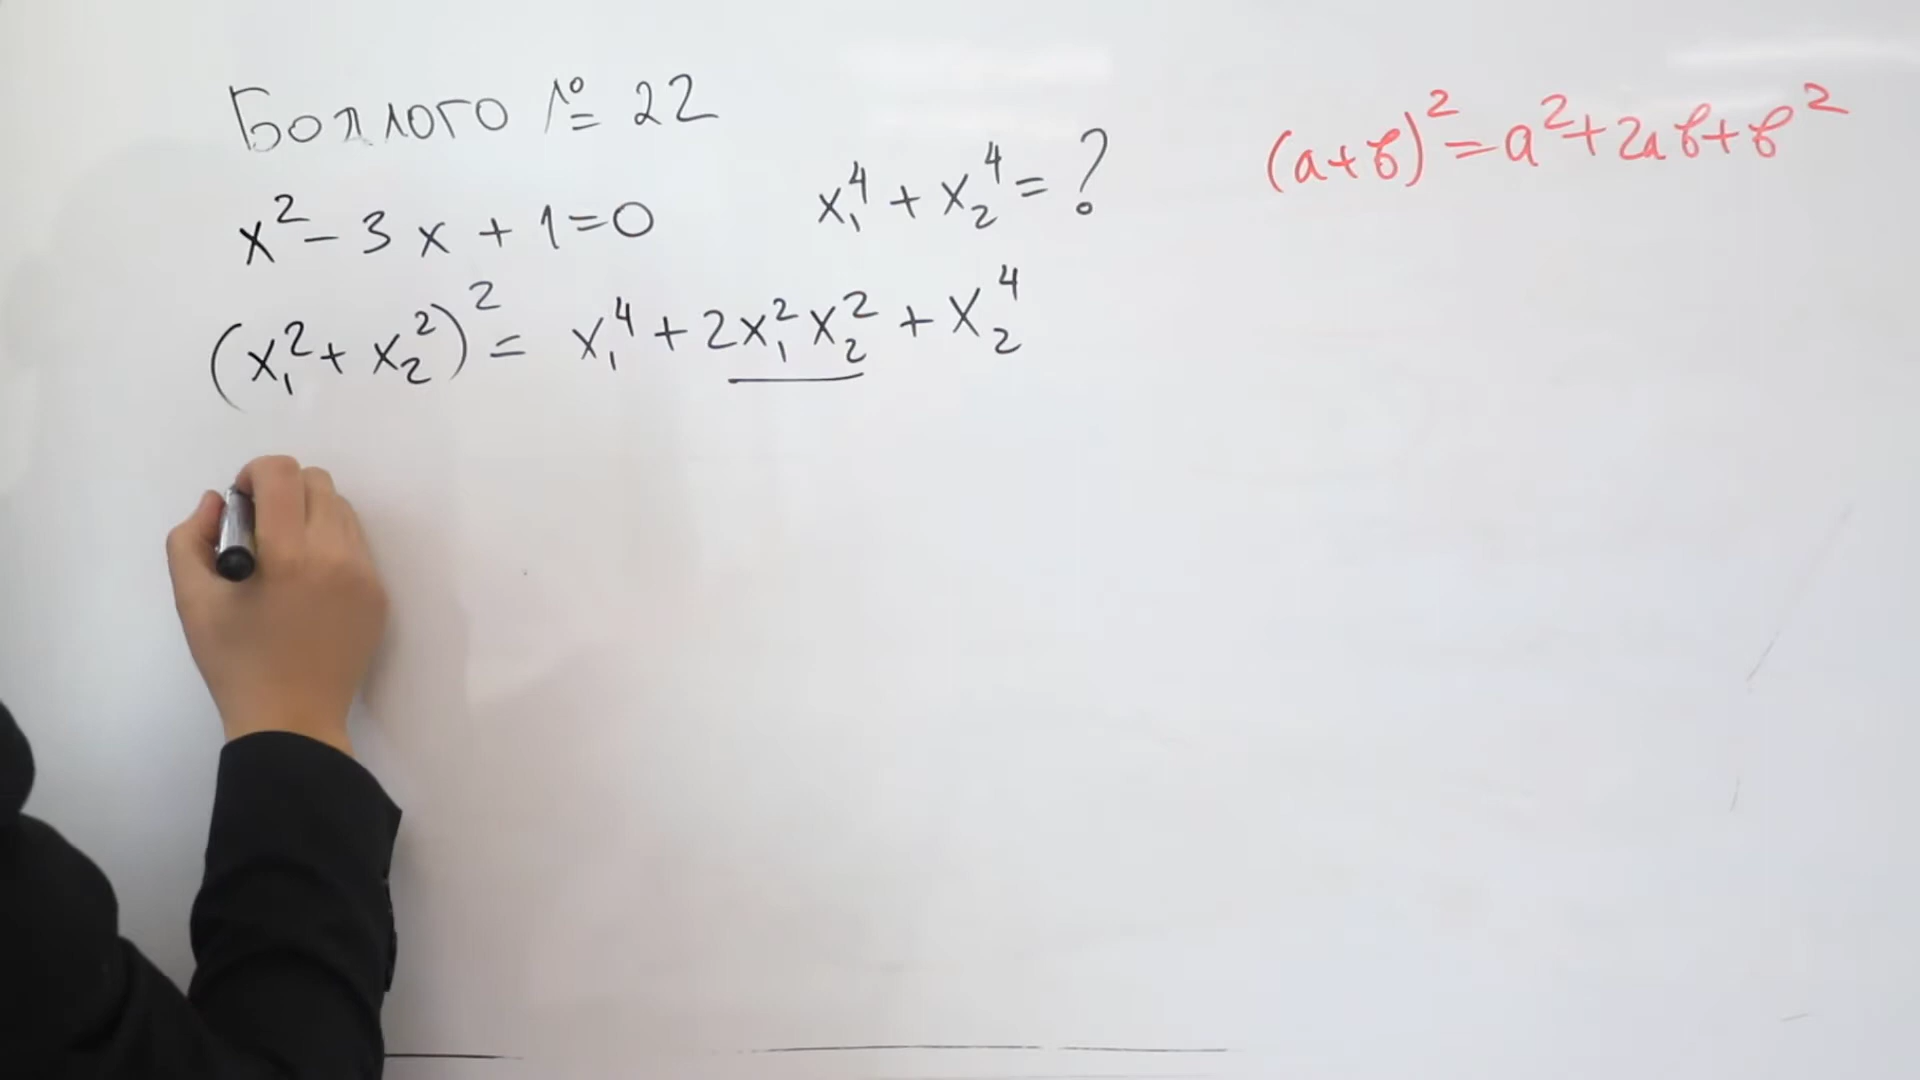 Бодлого № 22
x² - 3x + 1 = 0
x₁⁴ + x₂⁴ = ?
(x₁² + x₂²)² = x₁⁴ + 2x₁²x₂² + x₂⁴
(a+b)² = a² + 2ab + b²